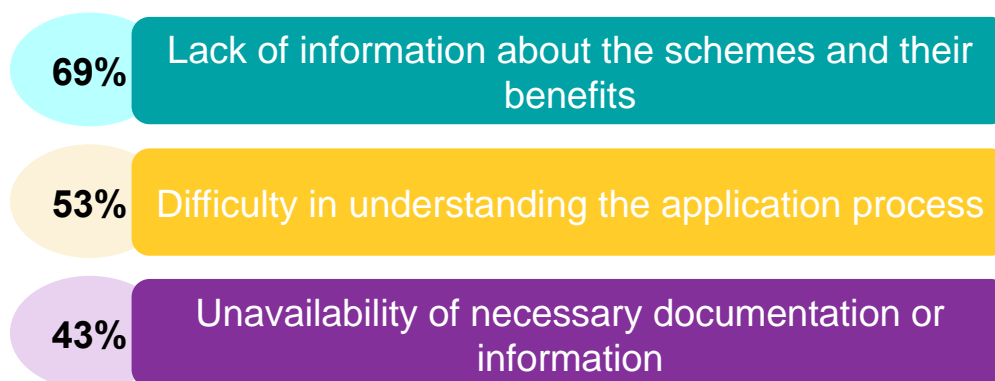 69%
Lack of information about the schemes and their
benefits
53%
Difficulty in understanding the application process
43%
Unavailability of necessary documentation or
information